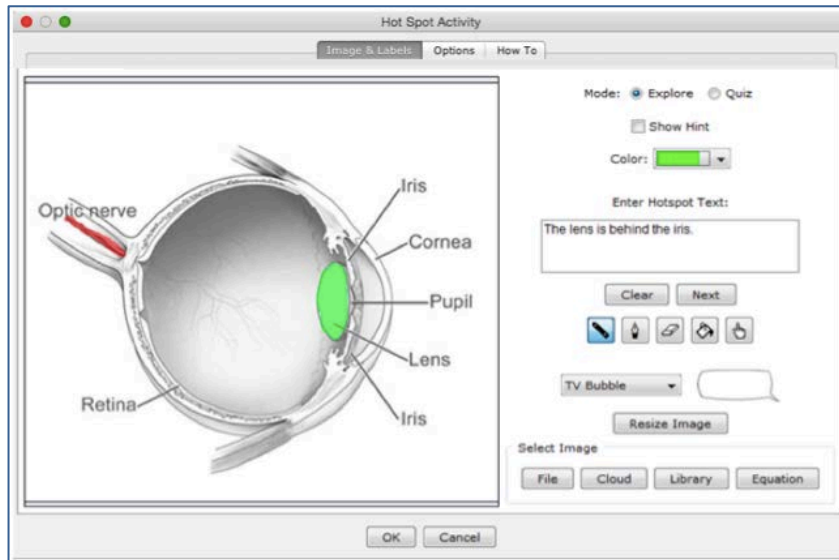 Hot Spot Activity
Image & Labels Options How To
Mode: Explore Quiz
Show Hint
Color:
Enter Hotspot Text:
The lens is behind the iris.
Clear Next
TV Bubble
Resize Image
Select Image
File Cloud Library Equation
Iris
Optic nerve
Cornea
Pupil
Lens
Retina
Iris
OK Cancel